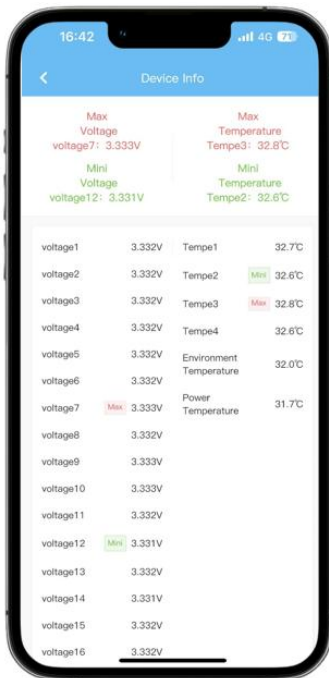 16:42
4G 71
Device Info
Max
Voltage
voltage7: 3.333V
Max
Temperature
Tempe3: 32.8℃
Mini
Voltage
voltage12: 3.331V
Mini
Temperature
Tempe2: 32.6℃
voltage1 3.332V
voltage2 3.332V
voltage3 3.332V
voltage4 3.332V
voltage5 3.332V
voltage6 3.332V
voltage7 Max 3.333V
voltage8 3.332V
voltage9 3.333V
voltage10 3.333V
voltage11 3.332V
voltage12 Mini 3.331V
voltage13 3.332V
voltage14 3.331V
voltage15 3.332V
voltage16 3.332V
Tempe1 32.7℃
Tempe2 Mini 32.6℃
Tempe3 Max 32.8℃
Tempe4 32.6℃
Environment
Temperature 32.0℃
Power
Temperature 31.7℃